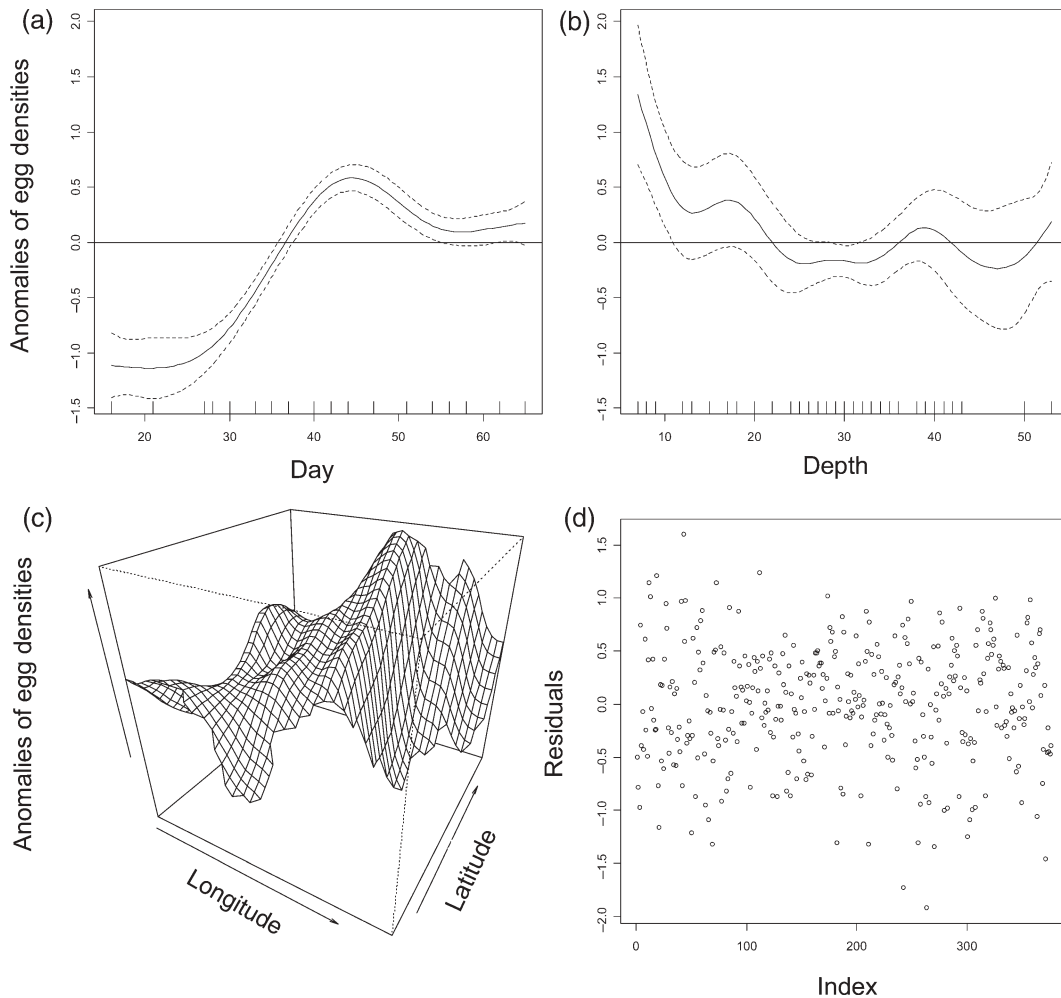 (a)
Anomalies of egg densities
2.0
1.5
1.0
0.5
0.0
−0.5
−1.0
−1.5
20 30 40 50 60
Day
(b)
2.0
1.5
1.0
0.5
0.0
−0.5
−1.0
−1.5
10 20 30 40 50
Depth
(c)
Anomalies of egg densities
Longitude
Latitude
(d)
Residuals
1.5
1.0
0.5
0.0
−0.5
−1.0
−1.5
−2.0
0 100 200 300
Index